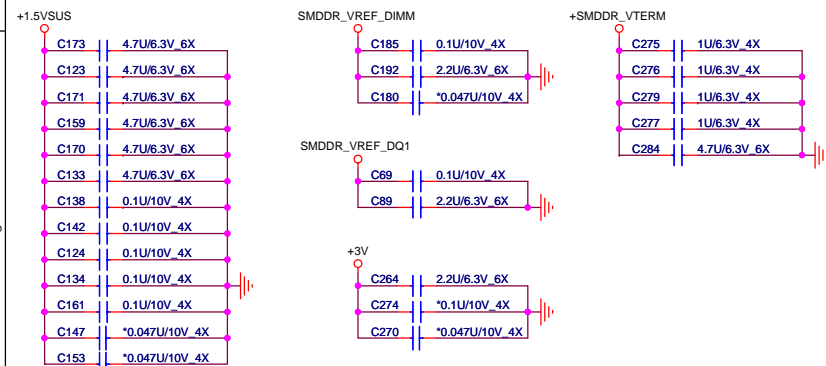 +1.5VSUS
C173 4.7U/6.3V_6X
C123 4.7U/6.3V_6X
C171 4.7U/6.3V_6X
C159 4.7U/6.3V_6X
C170 4.7U/6.3V_6X
C133 4.7U/6.3V_6X
C138 0.1U/10V_4X
C142 0.1U/10V_4X
C124 0.1U/10V_4X
C134 0.1U/10V_4X
C161 0.1U/10V_4X
C147 *0.047U/10V_4X
C153 *0.047U/10V_4X
SMDDR_VREF_DIMM
C185 0.1U/10V_4X
C192 2.2U/6.3V_6X
C180 *0.047U/10V_4X
SMDDR_VREF_DQ1
C69 0.1U/10V_4X
C89 2.2U/6.3V_6X
+3V
C264 2.2U/6.3V_6X
C274 *0.1U/10V_4X
C270 *0.047U/10V_4X
+SMDDR_VTERM
C275 1U/6.3V_4X
C276 1U/6.3V_4X
C279 1U/6.3V_4X
C277 1U/6.3V_4X
C284 4.7U/6.3V_6X